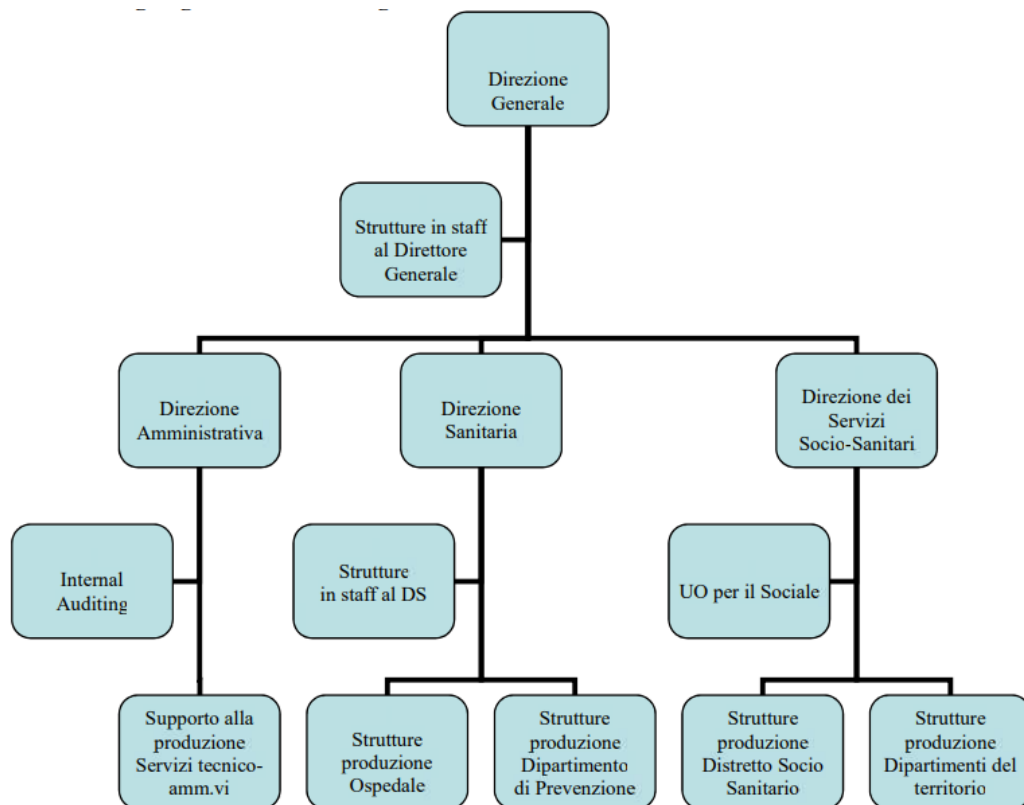 Direzione
Generale
Strutture in staff
al Direttore
Generale
Direzione
Amministrativa
Direzione
Sanitaria
Direzione dei
Servizi
Socio-Sanitari
Internal
Auditing
Strutture
in staff al DS
UO per il Sociale
Supporto alla
produzione
Servizi tecnico-
amm.vi
Strutture
produzione
Ospedale
Strutture
produzione
Dipartimento
di Prevenzione
Strutture
produzione
Distretto Socio
Sanitario
Strutture
produzione
Dipartimenti del
territorio